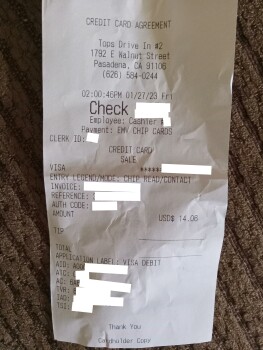 CREDIT CARD AGREEMENT
Tops Drive In #2
1792 E Walnut Street
Pasadena, CA 91106
(626) 584-0244
02:00:46PM 01/27/23 Fri
Check
Employee: Cashier #
Payment: EMV CHIP CARDS
CLERK ID:
CREDIT CARD
SALE
VISA
ENTRY LEGEND/MODE: CHIP READ/CONTACT
INVOICE:
REFERENCE:
AUTH CODE:
AMOUNT USD$ 14.06
TIP
TOTAL
APPLICATION LABEL: VISA DEBIT
AID:
ATC:
AC:
TVR:
IAD:
TSI:
Thank You
Cardholder Copy